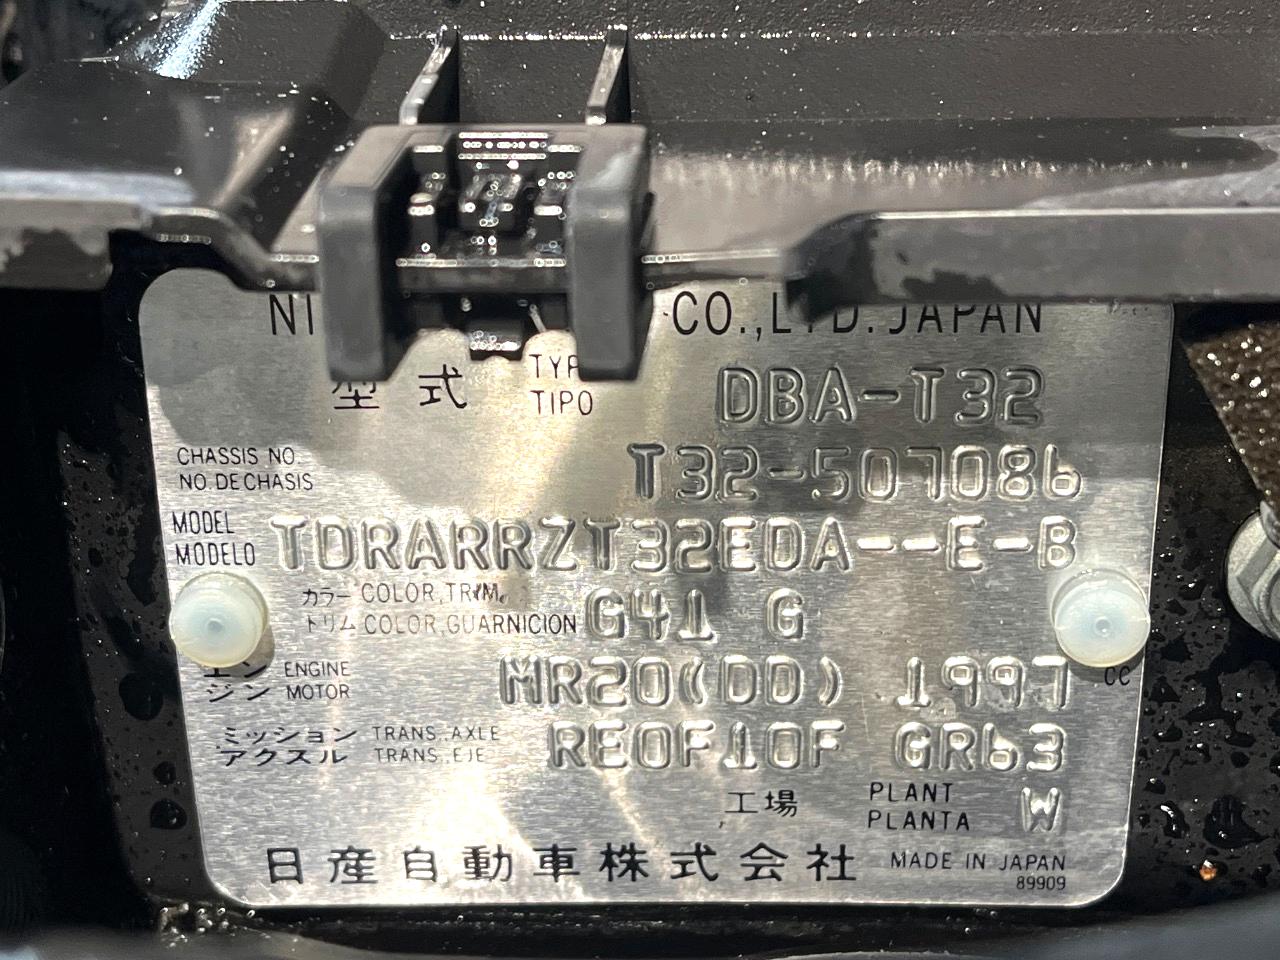 NI CO.,LTD.JAPAN
型式 TYP TIPO DBA-T32
CHASSIS NO. NO.DECHASIS T32-507086
MODEL MODELO TDRARRZT32EDA--E-B
カラー COLOR,TRIM.
トリム COLOR,GUARNICION G41 G
エンジン ENGINE MOTOR MR20(DD) 1997 CC
ミッション TRANS.,AXLE
アクスル TRANS.,EJE RE0F10F GR63
工場 PLANT PLANTA W
日産自動車株式会社 MADE IN JAPAN
89909